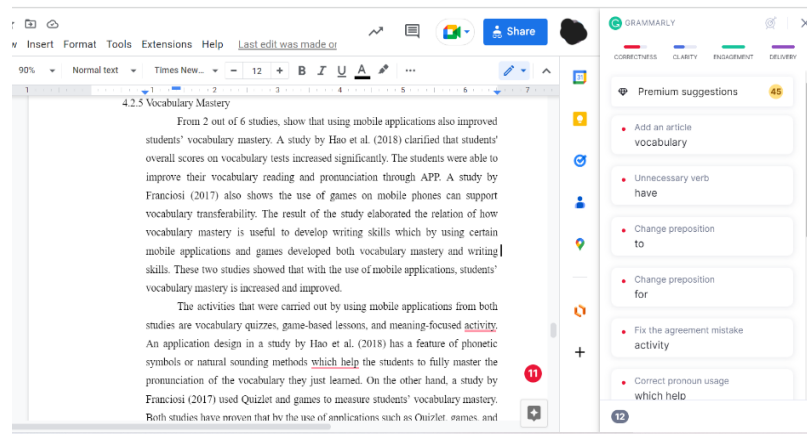 w Insert Format Tools Extensions Help Last edit was made or
Share
90% Normal text Times New... - 12 + B I U A ...
1 1 2 3 4 5 6 7
4.2.5 Vocabulary Mastery
From 2 out of 6 studies, show that using mobile applications also improved
students' vocabulary mastery. A study by Hao et al. (2018) clarified that students'
overall scores on vocabulary tests increased significantly. The students were able to
improve their vocabulary reading and pronunciation through APP. A study by
Franciosi (2017) also shows the use of games on mobile phones can support
vocabulary transferability. The result of the study elaborated the relation of how
vocabulary mastery is useful to develop writing skills which by using certain
mobile applications and games developed both vocabulary mastery and writing
skills. These two studies showed that with the use of mobile applications, students'
vocabulary mastery is increased and improved.
The activities that were carried out by using mobile applications from both
studies are vocabulary quizzes, game-based lessons, and meaning-focused activity.
An application design in a study by Hao et al. (2018) has a feature of phonetic
symbols or natural sounding methods which help the students to fully master the
pronunciation of the vocabulary they just learned. On the other hand, a study by
Franciosi (2017) used Quizlet and games to measure students' vocabulary mastery.
Both studies have proven that by the use of applications such as Quizlet, games, and
11
31
GRAMMARLY
CORRECTNESS CLARITY ENGAGEMENT DELIVERY
Premium suggestions 45
Add an article
vocabulary
Unnecessary verb
have
Change preposition
to
Change preposition
for
Fix the agreement mistake
activity
Correct pronoun usage
which help
12